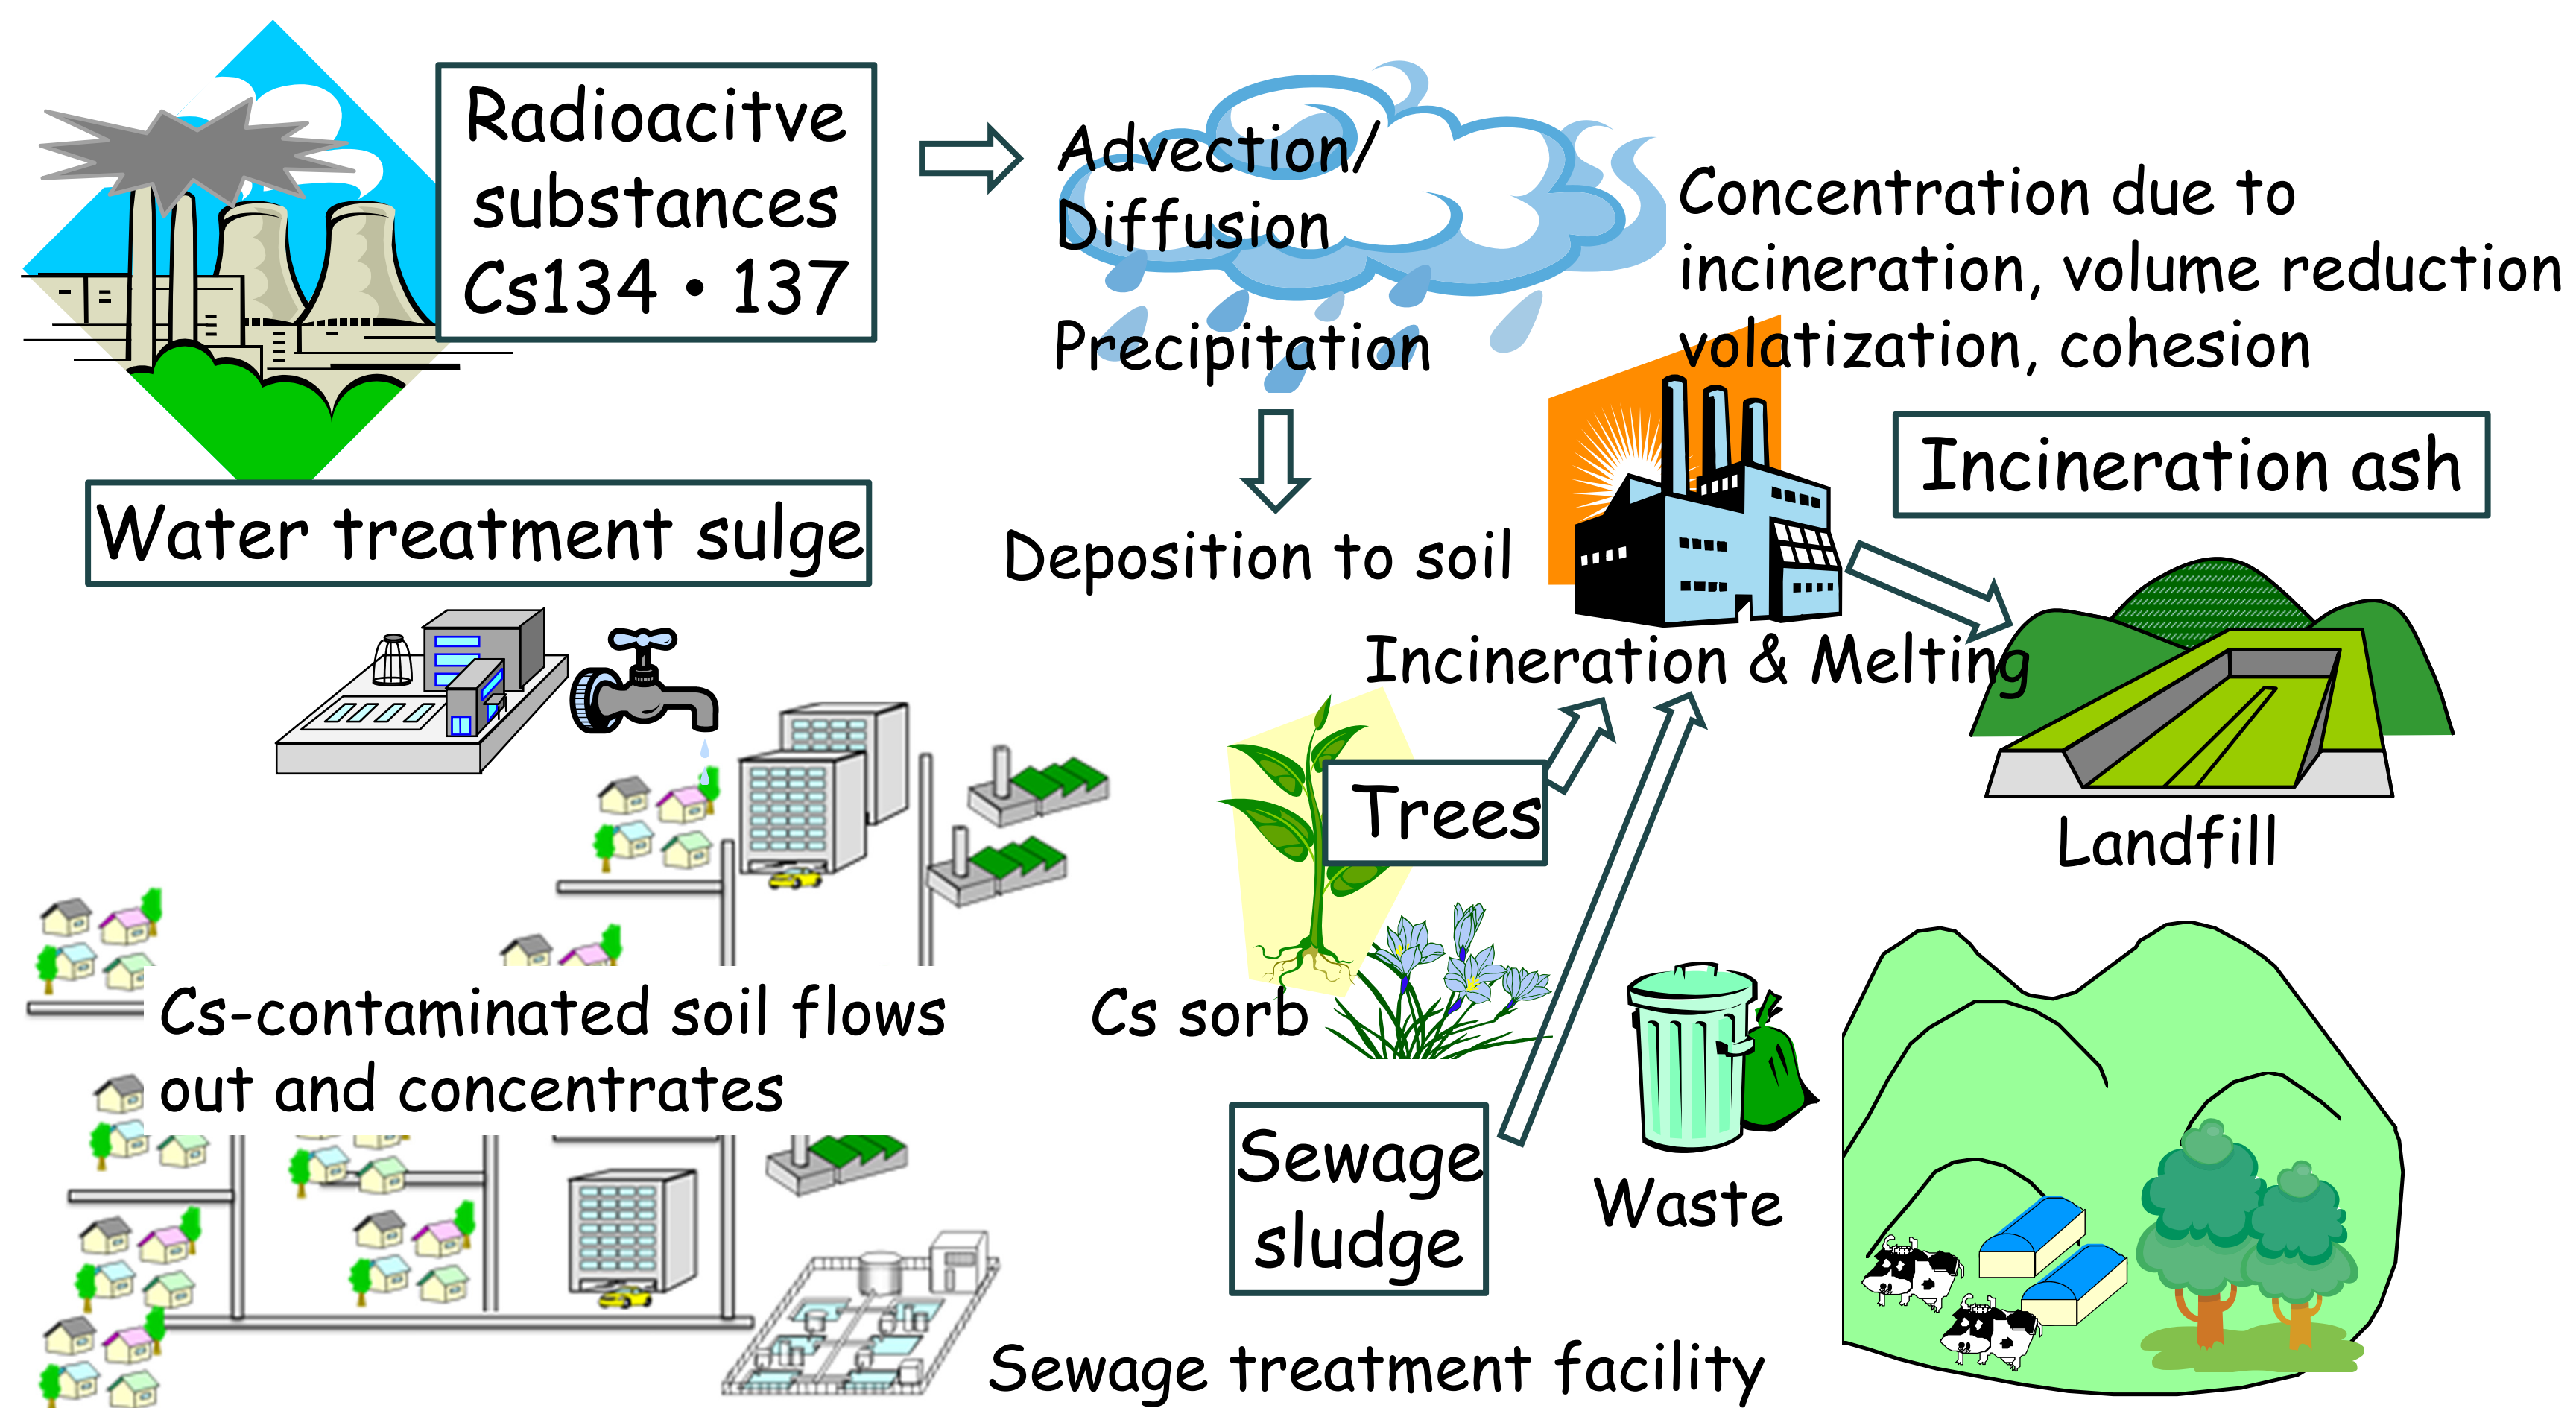 Radioacitve
substances
Cs134 • 137
Advection/
Diffusion
Precipitation
Concentration due to
incineration, volume reduction
volatization, cohesion
Incineration ash
Water treatment sulge
Deposition to soil
Incineration & Melting
Trees
Landfill
Cs-contaminated soil flows
out and concentrates
Cs sorb
Sewage
sludge
Waste
Sewage treatment facility